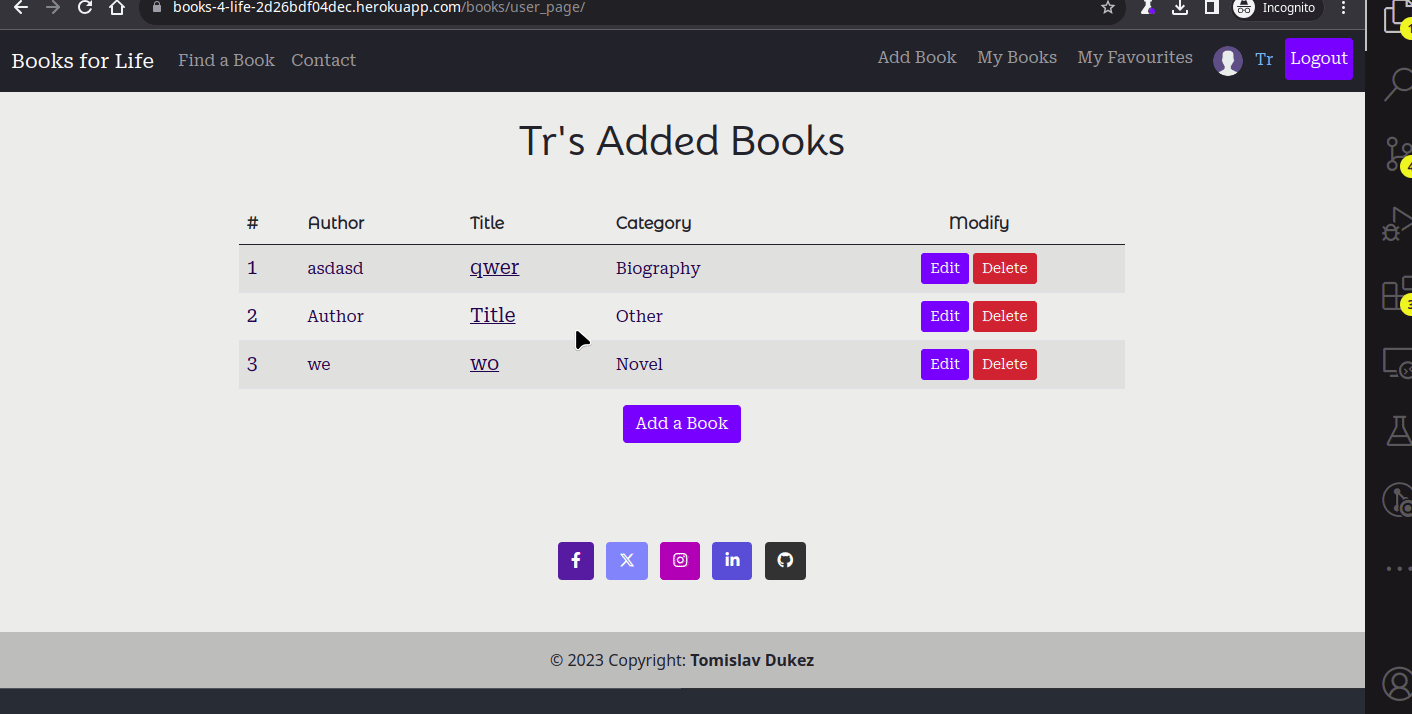 books-4-life-2d26bdf04dec.herokuapp.com/books/user_page/
Incognito
Books for Life Find a Book Contact Add Book My Books My Favourites Tr Logout
Tr's Added Books
# Author Title Category Modify
1 asdasd qwer Biography Edit Delete
2 Author Title Other Edit Delete
3 we wo Novel Edit Delete
Add a Book
© 2023 Copyright: Tomislav Dukez